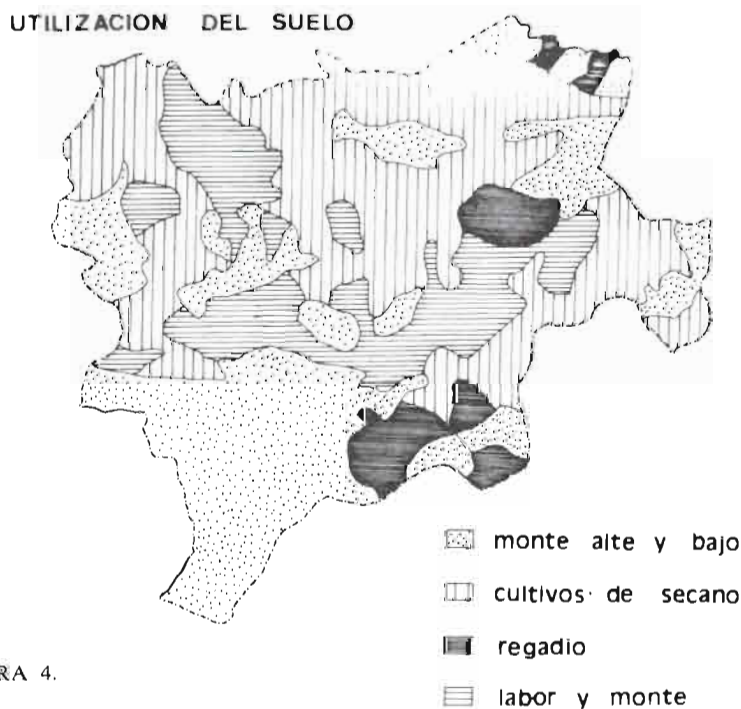 UTILIZACION DEL SUELO
monte alte y bajo
cultivos de secano
regadio
labor y monte
RA 4.